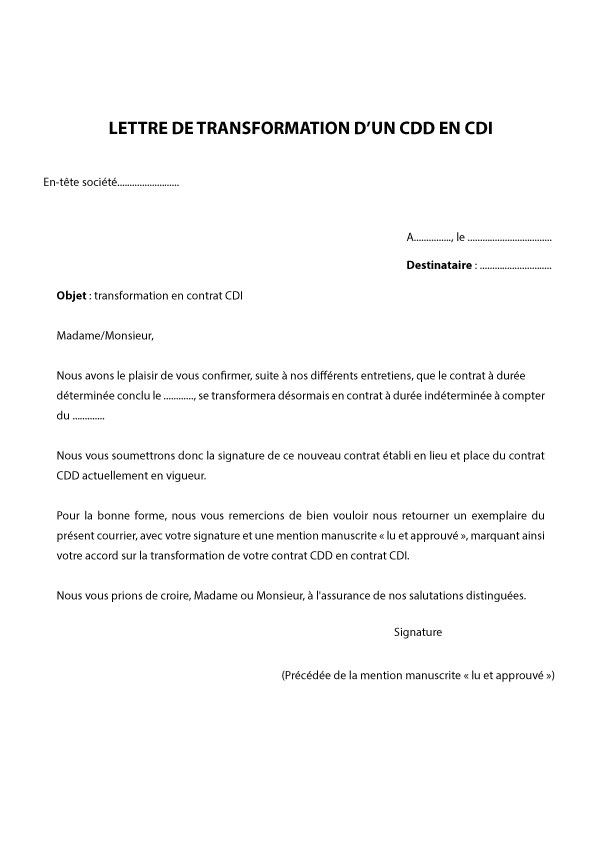 LETTRE DE TRANSFORMATION D'UN CDD EN CDI
En-tête société.........................
A..............., le ..................................
Destinataire : .............................
Objet : transformation en contrat CDI
Madame/Monsieur,
Nous avons le plaisir de vous confirmer, suite à nos différents entretiens, que le contrat à durée
déterminée conclu le ............, se transformera désormais en contrat à durée indéterminée à compter
du .............
Nous vous soumettrons donc la signature de ce nouveau contrat établi en lieu et place du contrat
CDD actuellement en vigueur.
Pour la bonne forme, nous vous remercions de bien vouloir nous retourner un exemplaire du
présent courrier, avec votre signature et une mention manuscrite « lu et approuvé », marquant ainsi
votre accord sur la transformation de votre contrat CDD en contrat CDI.
Nous vous prions de croire, Madame ou Monsieur, à l'assurance de nos salutations distinguées.
Signature
(Précédée de la mention manuscrite « lu et approuvé »)